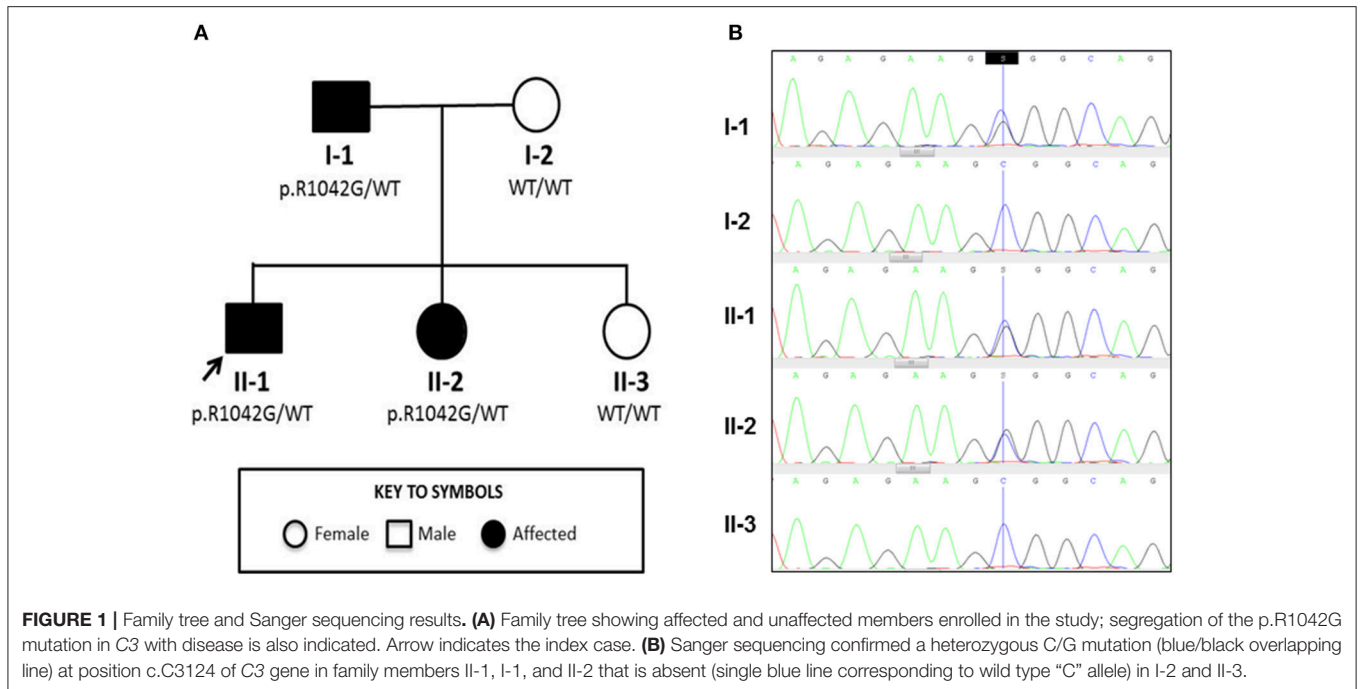 A
I-1
p.R1042G/WT
I-2
WT/WT
II-1
p.R1042G/WT
II-2
p.R1042G/WT
II-3
WT/WT
KEY TO SYMBOLS
Female Male Affected
B
A G A G A A G S G G C A G
I-1
A G A G A A G C G G C A G
I-2
A G A G A A G S G G C A G
II-1
A G A G A A G S G G C A G
II-2
A G A G A A G C G G C A G
II-3
FIGURE 1 | Family tree and Sanger sequencing results. (A) Family tree showing affected and unaffected members enrolled in the study; segregation of the p.R1042G
mutation in C3 with disease is also indicated. Arrow indicates the index case. (B) Sanger sequencing confirmed a heterozygous C/G mutation (blue/black overlapping
line) at position c.C3124 of C3 gene in family members II-1, I-1, and II-2 that is absent (single blue line corresponding to wild type “C” allele) in I-2 and II-3.